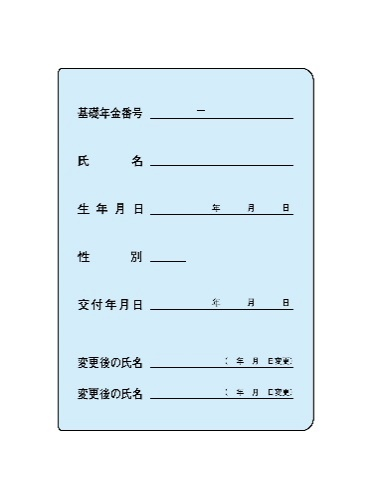 基礎年金番号 －
氏 名
生年月日 年 月 日
性 別
交付年月日 年 月 日
変更後の氏名 ( 年 月 日変更)
変更後の氏名 ( 年 月 日変更)